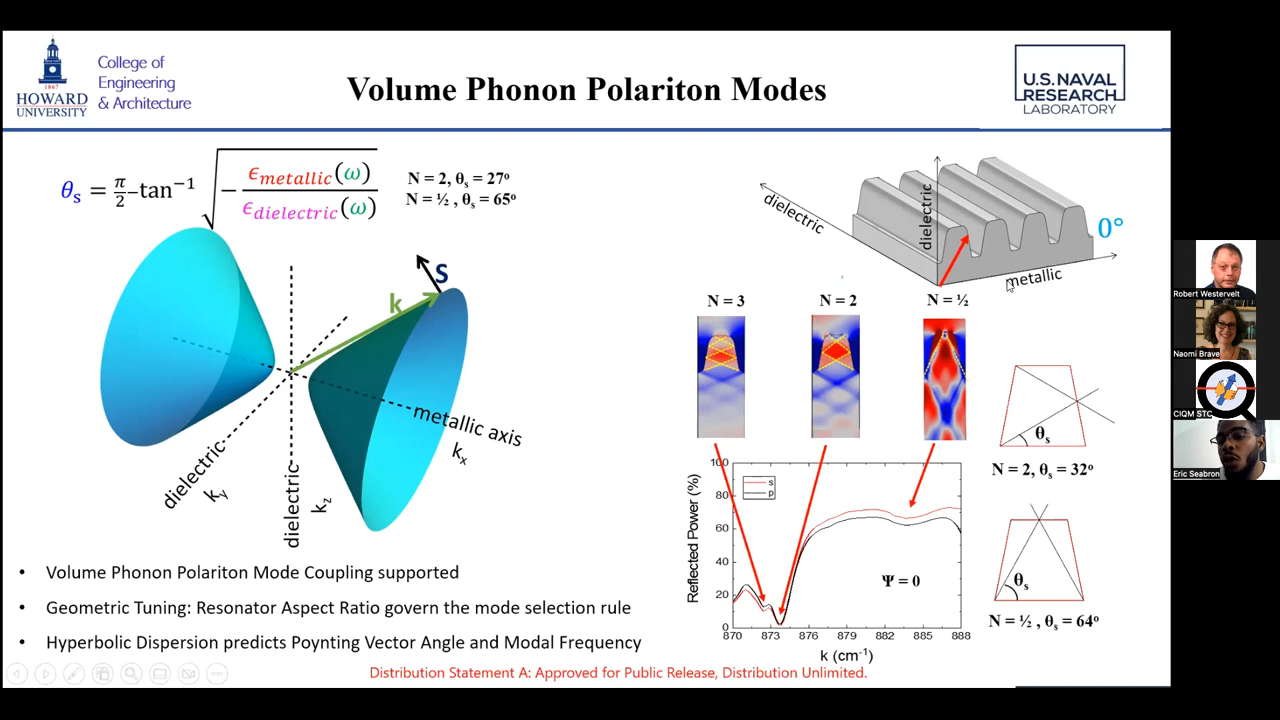 College of
Engineering
& Architecture
1867
HOWARD
UNIVERSITY
Volume Phonon Polariton Modes
U.S. NAVAL
RESEARCH
LABORATORY
θs = π/2 – tan⁻¹ √(− ϵmetallic(ω) / ϵdielectric(ω))
N = 2, θs = 27°
N = ½ , θs = 65°
S
k
metallic axis
kx
dielectric
ky
dielectric
kz
dielectric
dielectric
metallic
0°
N = 3
N = 2
N = ½
θs
N = 2, θs = 32°
θs
N = ½ , θs = 64°
Reflected Power (%)
100
80
60
40
20
0
s
p
Ψ = 0
870 873 876 879 882 885 888
k (cm⁻¹)
• Volume Phonon Polariton Mode Coupling supported
• Geometric Tuning: Resonator Aspect Ratio govern the mode selection rule
• Hyperbolic Dispersion predicts Poynting Vector Angle and Modal Frequency
Distribution Statement A: Approved for Public Release, Distribution Unlimited.
Robert Westervelt
Naomi Brave
CIQM STC
Eric Seabron